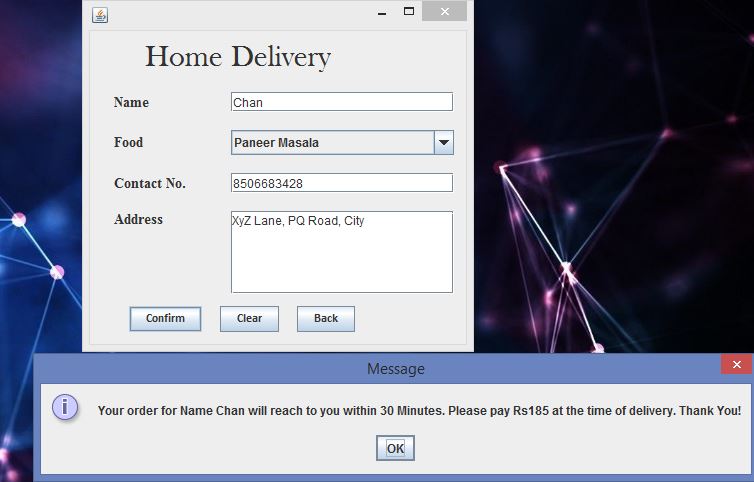 Home Delivery
Name Chan
Food Paneer Masala
Contact No. 8506683428
Address XyZ Lane, PQ Road, City
Confirm Clear Back
Message
Your order for Name Chan will reach to you within 30 Minutes. Please pay Rs185 at the time of delivery. Thank You!
OK